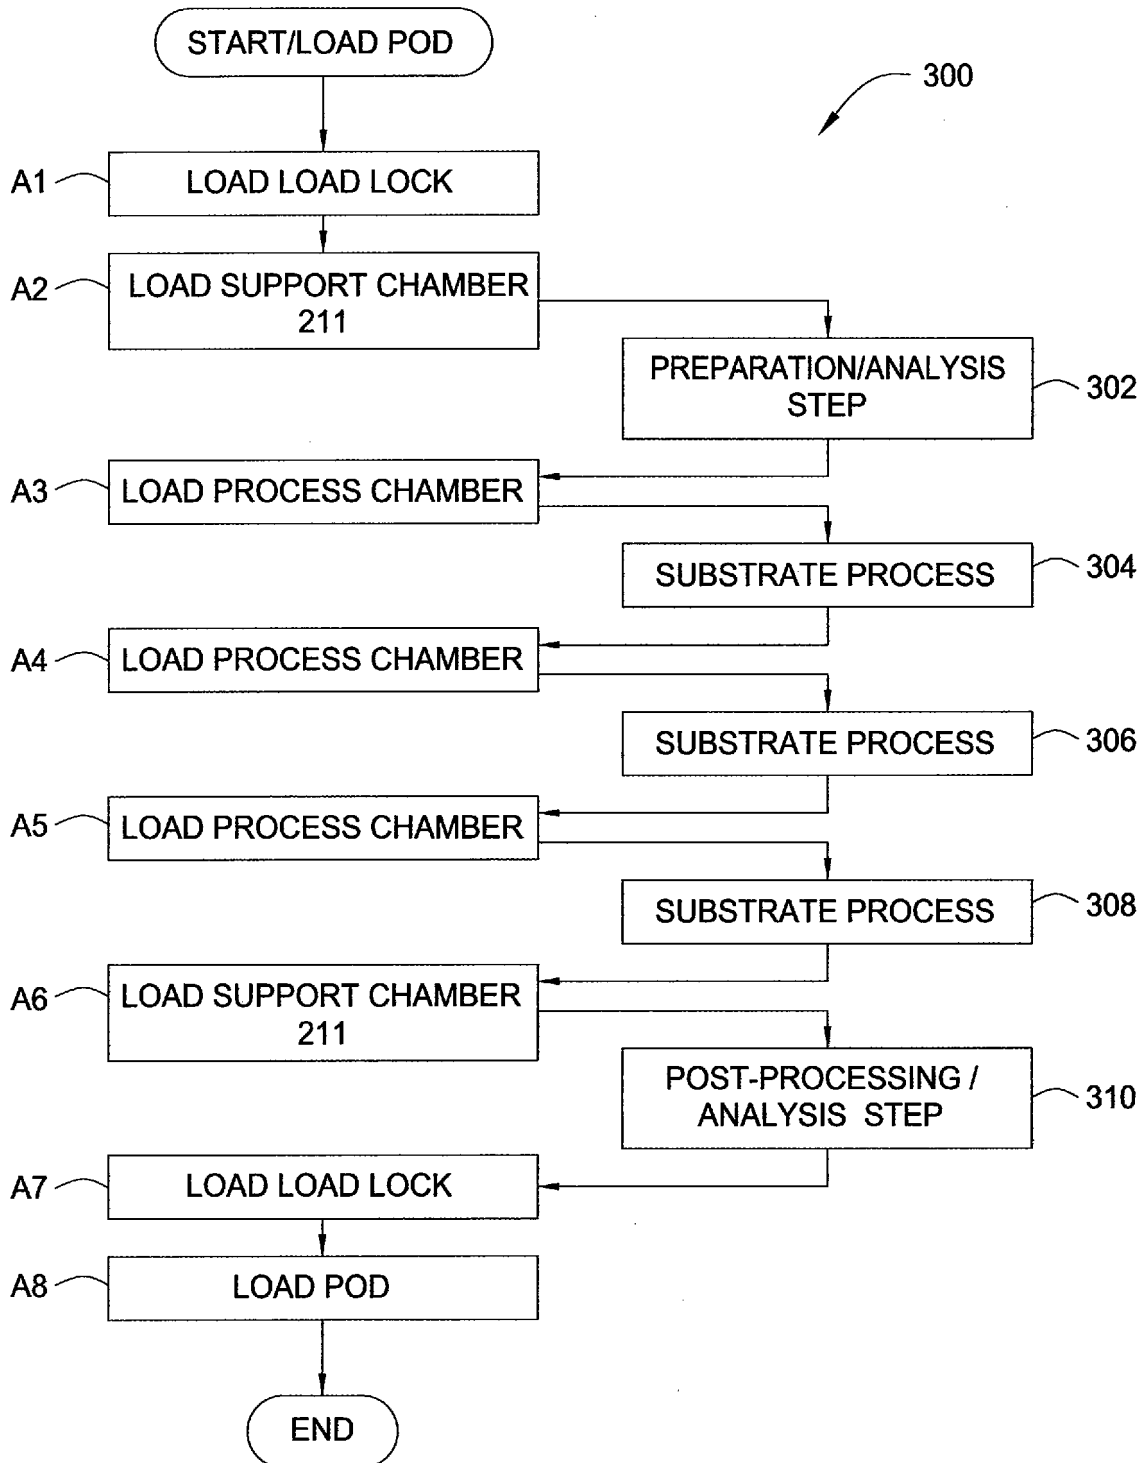 START/LOAD POD
300
A1
LOAD LOAD LOCK
A2
LOAD SUPPORT CHAMBER
211
PREPARATION/ANALYSIS
STEP
302
A3
LOAD PROCESS CHAMBER
SUBSTRATE PROCESS
304
A4
LOAD PROCESS CHAMBER
SUBSTRATE PROCESS
306
A5
LOAD PROCESS CHAMBER
SUBSTRATE PROCESS
308
A6
LOAD SUPPORT CHAMBER
211
POST-PROCESSING /
ANALYSIS STEP
310
A7
LOAD LOAD LOCK
A8
LOAD POD
END